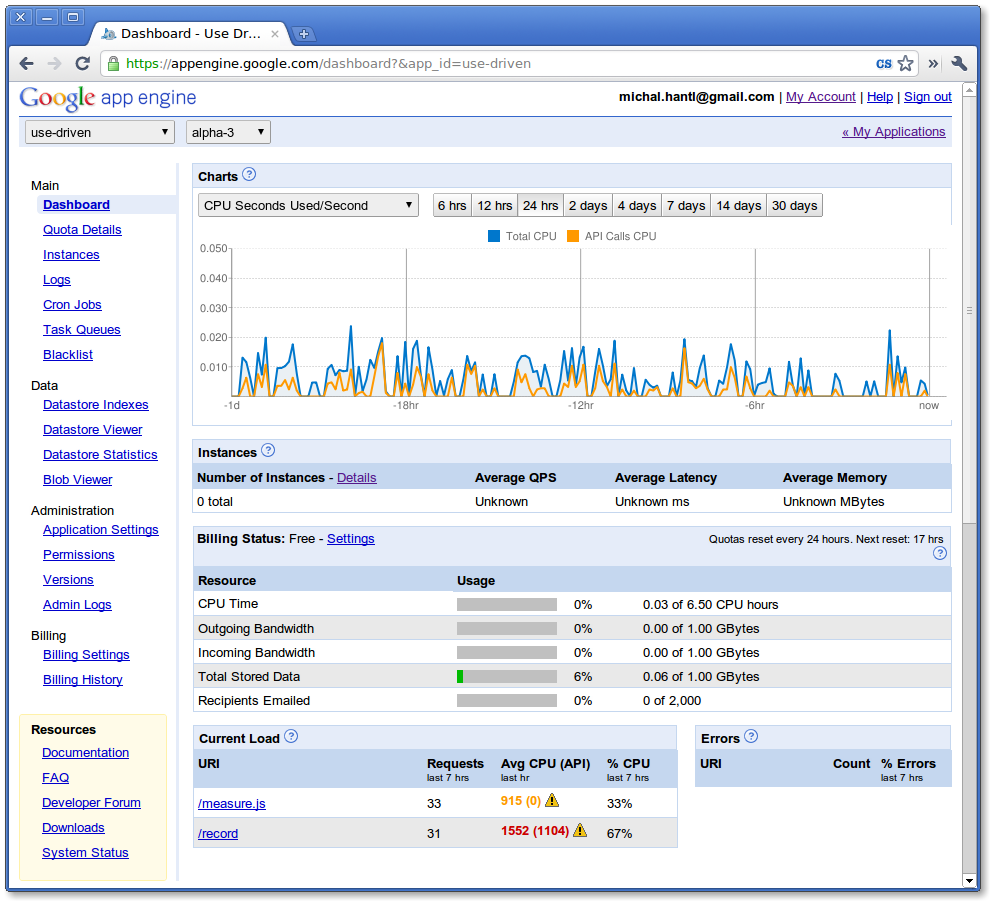 Dashboard - Use Dr...
https://appengine.google.com/dashboard?&app_id=use-driven
CS
»
Google app engine
michal.hantl@gmail.com | My Account | Help | Sign out
use-driven
alpha-3
« My Applications
Main
Dashboard
Quota Details
Instances
Logs
Cron Jobs
Task Queues
Blacklist
Data
Datastore Indexes
Datastore Viewer
Datastore Statistics
Blob Viewer
Administration
Application Settings
Permissions
Versions
Admin Logs
Billing
Billing Settings
Billing History
Resources
Documentation
FAQ
Developer Forum
Downloads
System Status
Charts ?
CPU Seconds Used/Second
6 hrs 12 hrs 24 hrs 2 days 4 days 7 days 14 days 30 days
Total CPU API Calls CPU
0.050
0.040
0.030
0.020
0.010
-1d -18hr -12hr -6hr now
Instances ?
Number of Instances - Details Average QPS Average Latency Average Memory
0 total Unknown Unknown ms Unknown MBytes
Billing Status: Free - Settings Quotas reset every 24 hours. Next reset: 17 hrs
?
Resource Usage
CPU Time 0% 0.03 of 6.50 CPU hours
Outgoing Bandwidth 0% 0.00 of 1.00 GBytes
Incoming Bandwidth 0% 0.00 of 1.00 GBytes
Total Stored Data 6% 0.06 of 1.00 GBytes
Recipients Emailed 0% 0 of 2,000
Current Load ?
URI Requests Avg CPU (API) % CPU
last 7 hrs last hr last 7 hrs
/measure.js 33 915 (0) 33%
/record 31 1552 (1104) 67%
Errors ?
URI Count % Errors
last 7 hrs